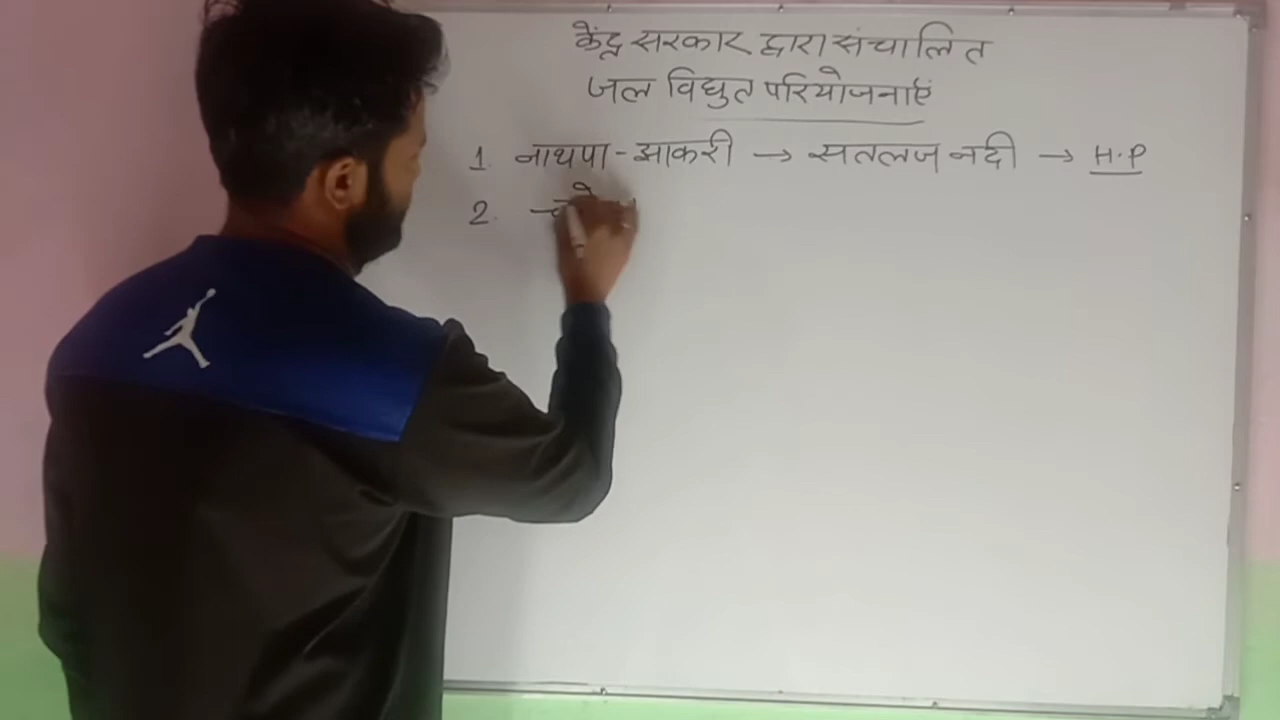 केंद्र सरकार द्वारा संचालित
जल विद्युत परियोजनाएं
1. नाथपा-झाकरी → सतलज नदी → H.P
2.